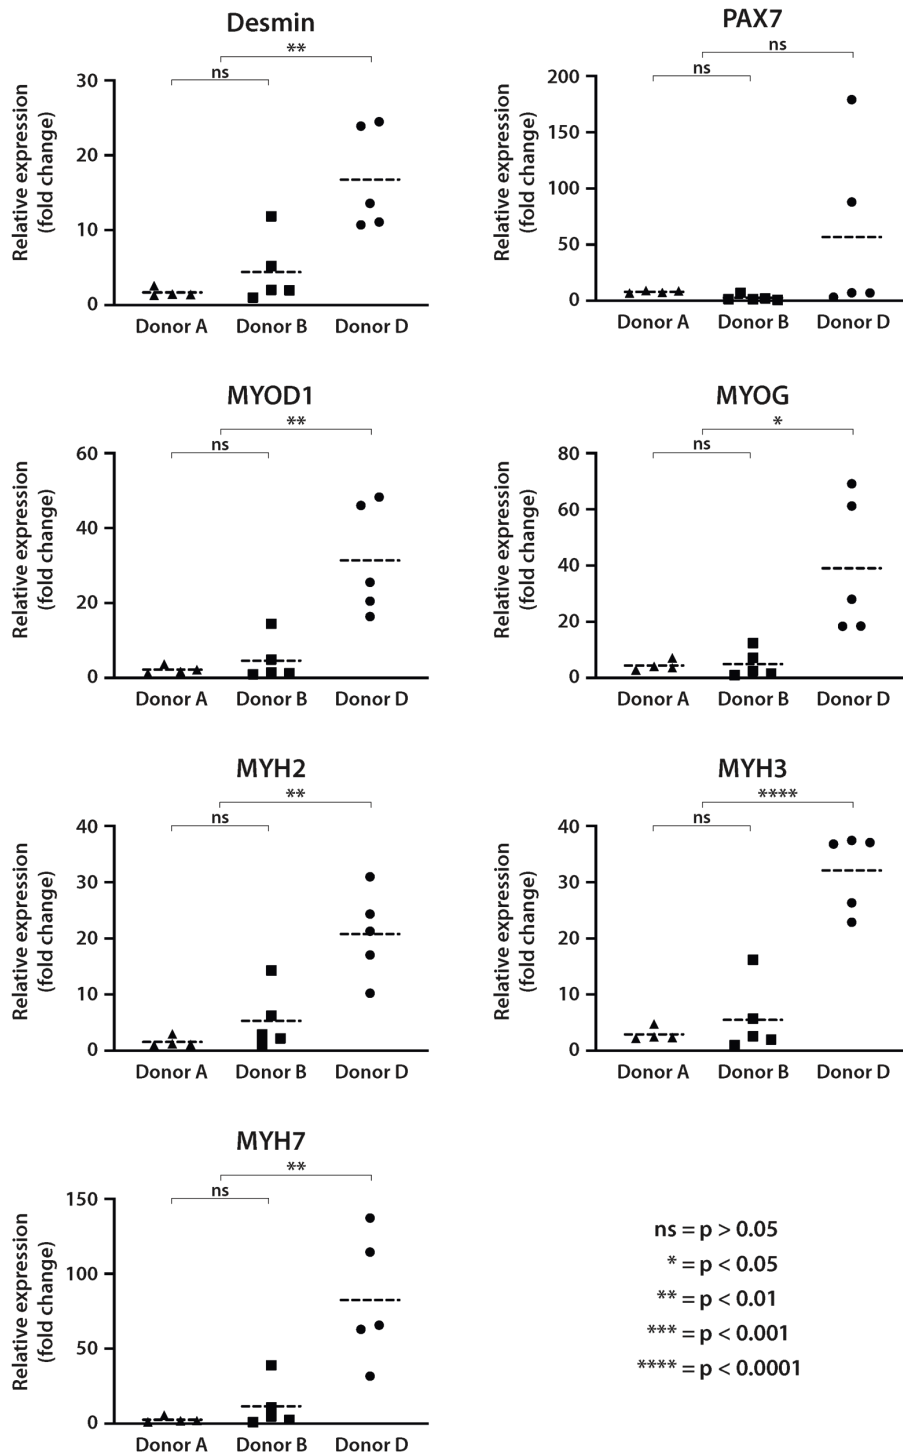 Desmin
**
ns
Relative expression
(fold change)
30
20
10
0
Donor A Donor B Donor D
PAX7
ns
ns
Relative expression
(fold change)
200
150
100
50
0
Donor A Donor B Donor D
MYOD1
**
ns
Relative expression
(fold change)
60
40
20
0
Donor A Donor B Donor D
MYOG
*
ns
Relative expression
(fold change)
80
60
40
20
0
Donor A Donor B Donor D
MYH2
**
ns
Relative expression
(fold change)
40
30
20
10
0
Donor A Donor B Donor D
MYH3
****
ns
Relative expression
(fold change)
40
30
20
10
0
Donor A Donor B Donor D
MYH7
**
ns
Relative expression
(fold change)
150
100
50
0
Donor A Donor B Donor D
ns = p > 0.05
* = p < 0.05
** = p < 0.01
*** = p < 0.001
**** = p < 0.0001